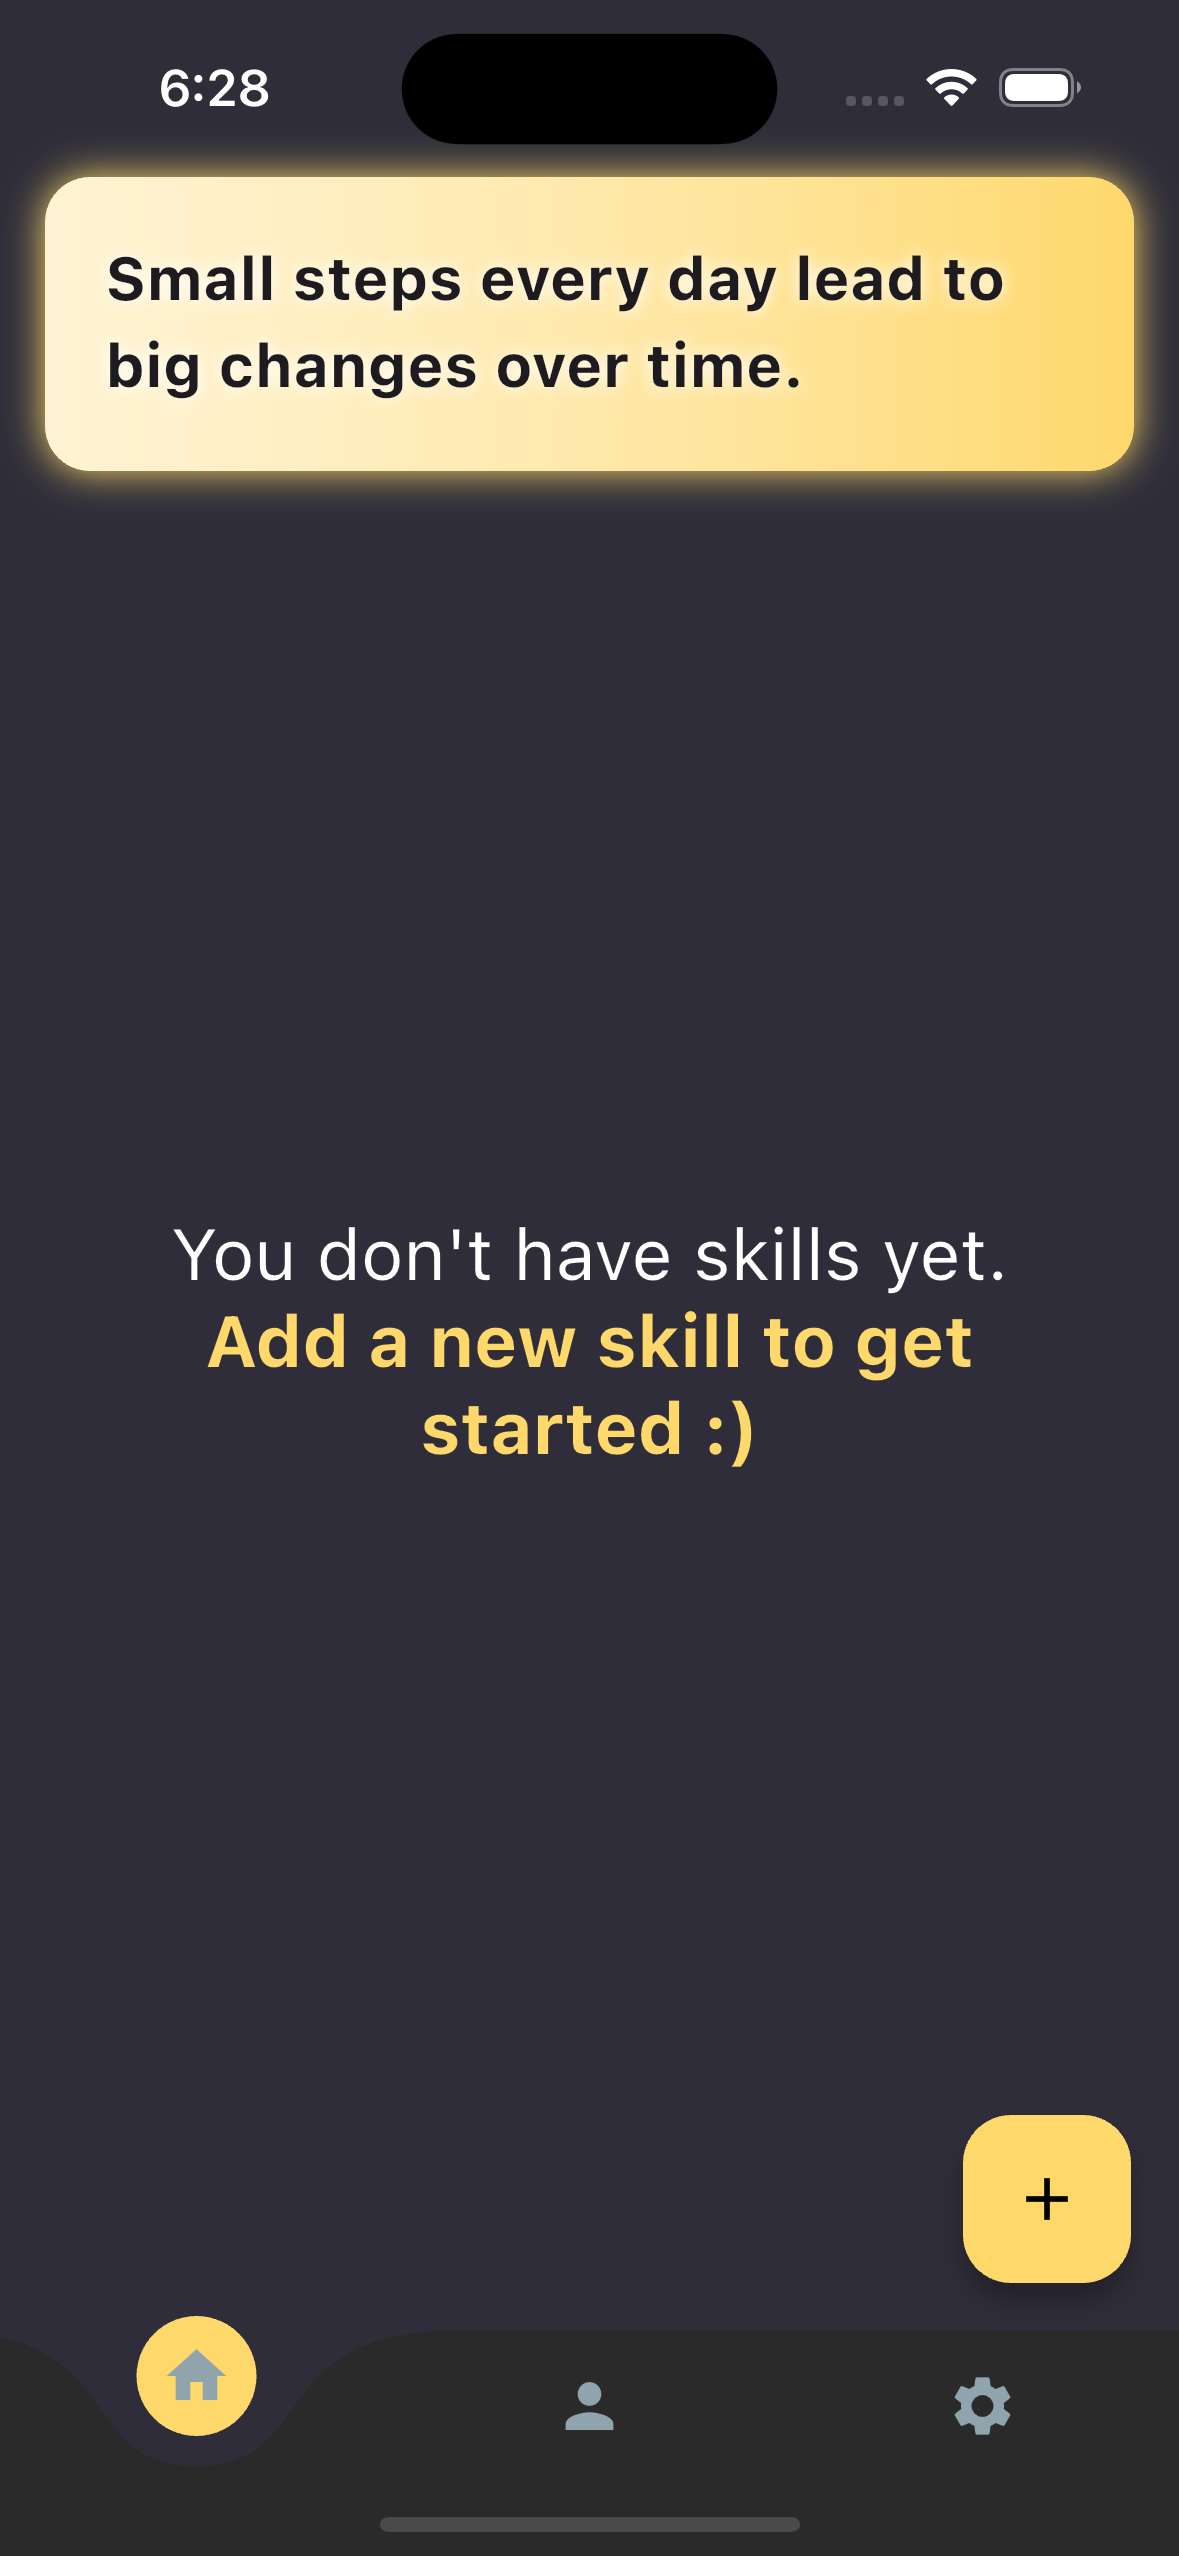 6:28
Small steps every day lead to
big changes over time.
You don't have skills yet.
Add a new skill to get
started :)